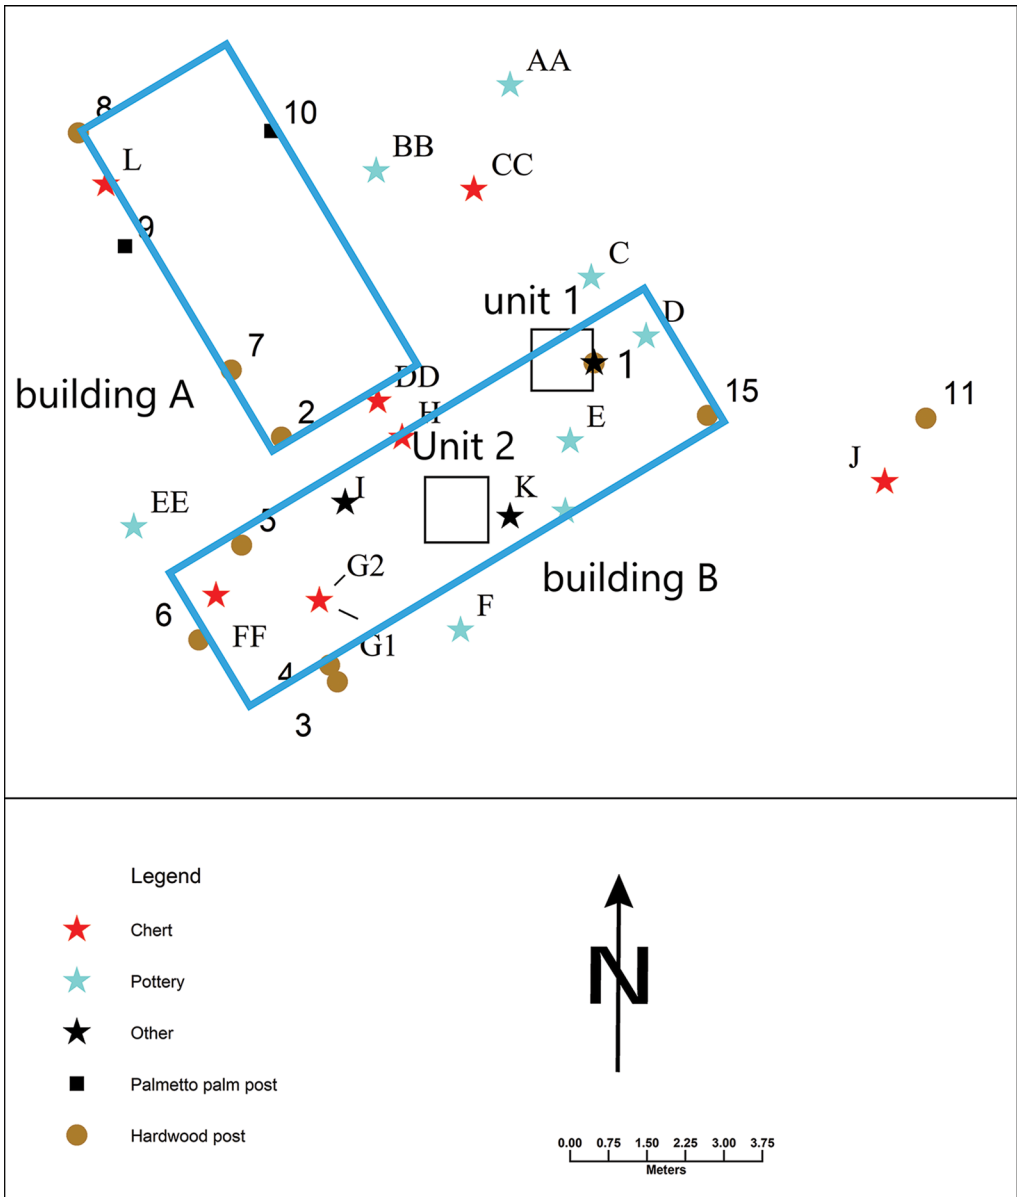 AA
8
10
BB
L
CC
9
C
unit 1
D
7
1
building A
DD
15
11
2
H
E
Unit 2
J
I
K
EE
5
G2
building B
6
F
FF
G1
4
3
Legend
Chert
Pottery
Other
Palmetto palm post
Hardwood post
N
0.00 0.75 1.50 2.25 3.00 3.75
Meters